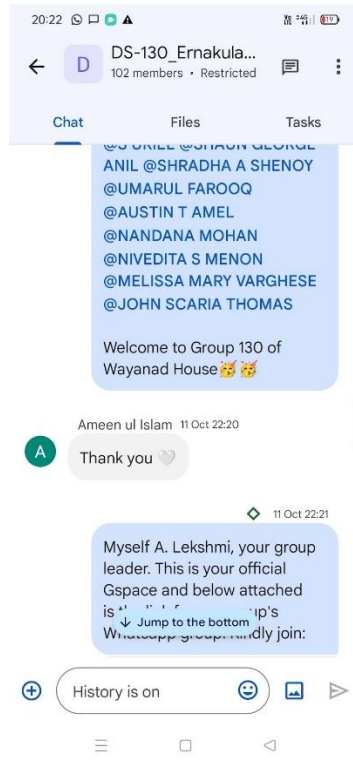 20:22
19
DS-130_Ernakula...
102 members • Restricted
Chat Files Tasks
ANIL @SHRADHA A SHENOY
@UMARUL FAROOQ
@AUSTIN T AMEL
@NANDANA MOHAN
@NIVEDITA S MENON
@MELISSA MARY VARGHESE
@JOHN SCARIA THOMAS
Welcome to Group 130 of
Wayanad House🥳🥳
Ameen ul Islam 11 Oct 22:20
A
Thank you 🤍
11 Oct 22:21
Myself A. Lekshmi, your group
leader. This is your official
Gspace and below attached
is
↓ Jump to the bottom
up's
Kindly join:
History is on